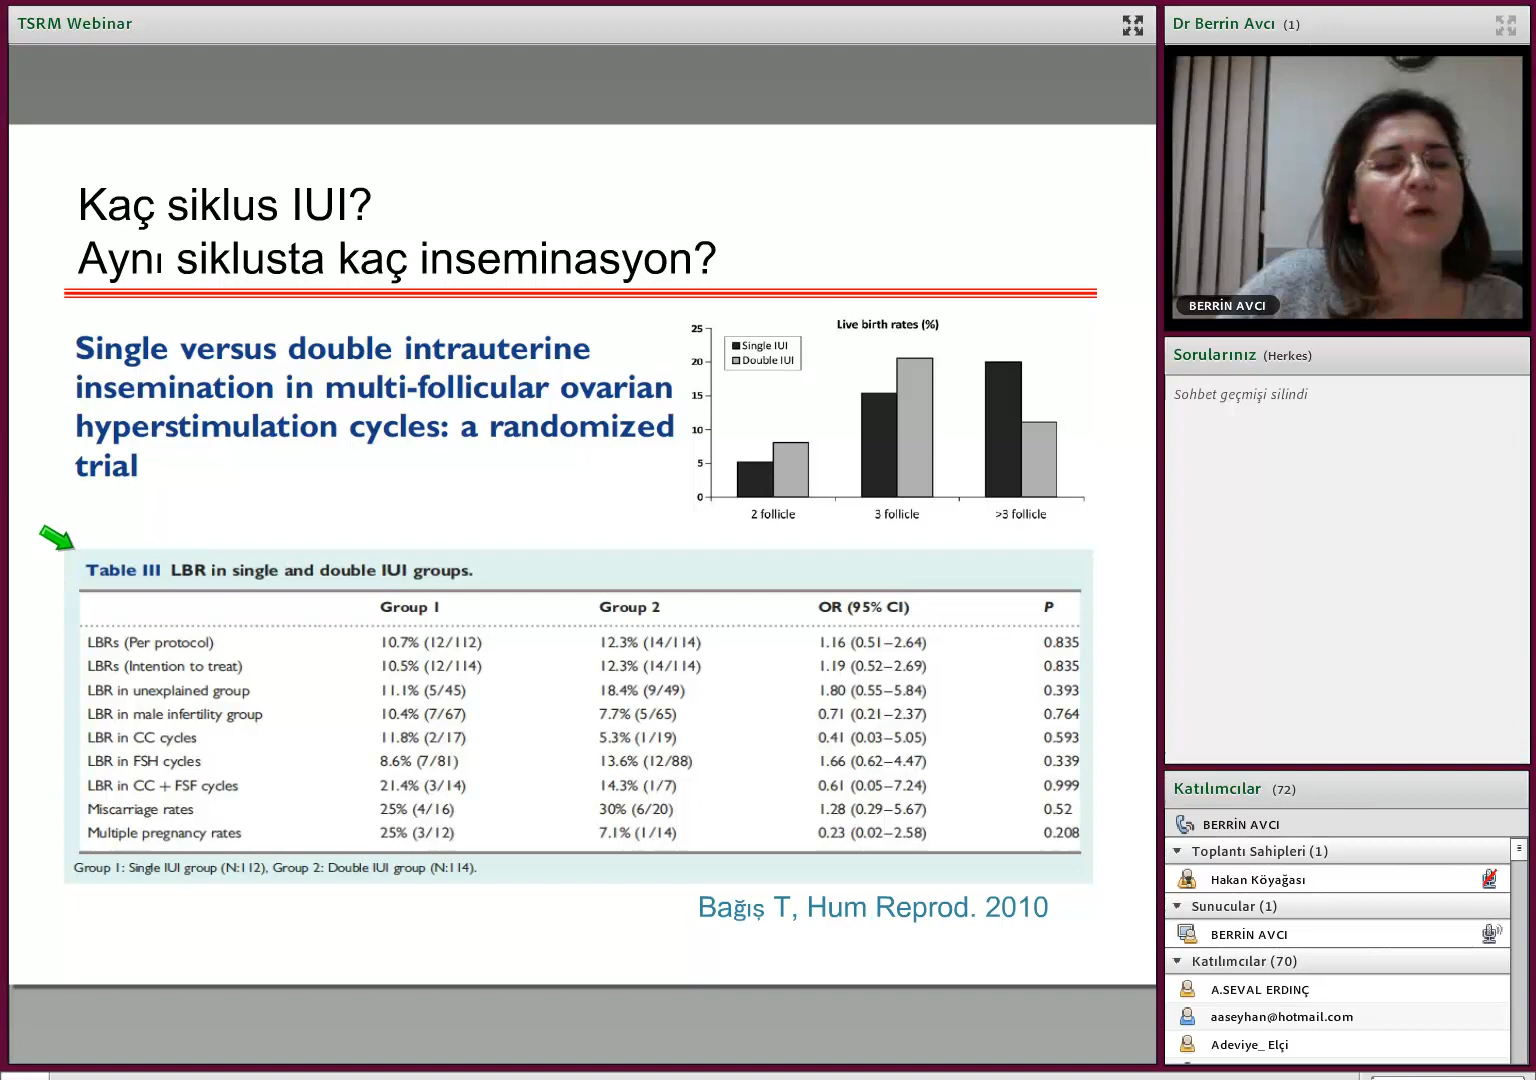 TSRM Webinar
Kaç siklus IUI?
Aynı siklusta kaç inseminasyon?
Single versus double intrauterine
insemination in multi-follicular ovarian
hyperstimulation cycles: a randomized
trial
Live birth rates (%)
Single IUI
Double IUI
25
20
15
10
5
0
2 follicle 3 follicle >3 follicle
Table III LBR in single and double IUI groups.
Group 1 Group 2 OR (95% CI) P
LBRs (Per protocol) 10.7% (12/112) 12.3% (14/114) 1.16 (0.51–2.64) 0.835
LBRs (Intention to treat) 10.5% (12/114) 12.3% (14/114) 1.19 (0.52–2.69) 0.835
LBR in unexplained group 11.1% (5/45) 18.4% (9/49) 1.80 (0.55–5.84) 0.393
LBR in male infertility group 10.4% (7/67) 7.7% (5/65) 0.71 (0.21–2.37) 0.764
LBR in CC cycles 11.8% (2/17) 5.3% (1/19) 0.41 (0.03–5.05) 0.593
LBR in FSH cycles 8.6% (7/81) 13.6% (12/88) 1.66 (0.62–4.47) 0.339
LBR in CC + FSF cycles 21.4% (3/14) 14.3% (1/7) 0.61 (0.05–7.24) 0.999
Miscarriage rates 25% (4/16) 30% (6/20) 1.28 (0.29–5.67) 0.52
Multiple pregnancy rates 25% (3/12) 7.1% (1/14) 0.23 (0.02–2.58) 0.208
Group 1: Single IUI group (N:112), Group 2: Double IUI group (N:114).
Bağış T, Hum Reprod. 2010
Dr Berrin Avcı (1)
BERRİN AVCI
Sorularınız (Herkes)
Sohbet geçmişi silindi
Katılımcılar (72)
BERRİN AVCI
Toplantı Sahipleri (1)
Hakan Köyağası
Sunucular (1)
BERRİN AVCI
Katılımcılar (70)
A.SEVAL ERDINÇ
aaseyhan@hotmail.com
Adeviye_ Elçi